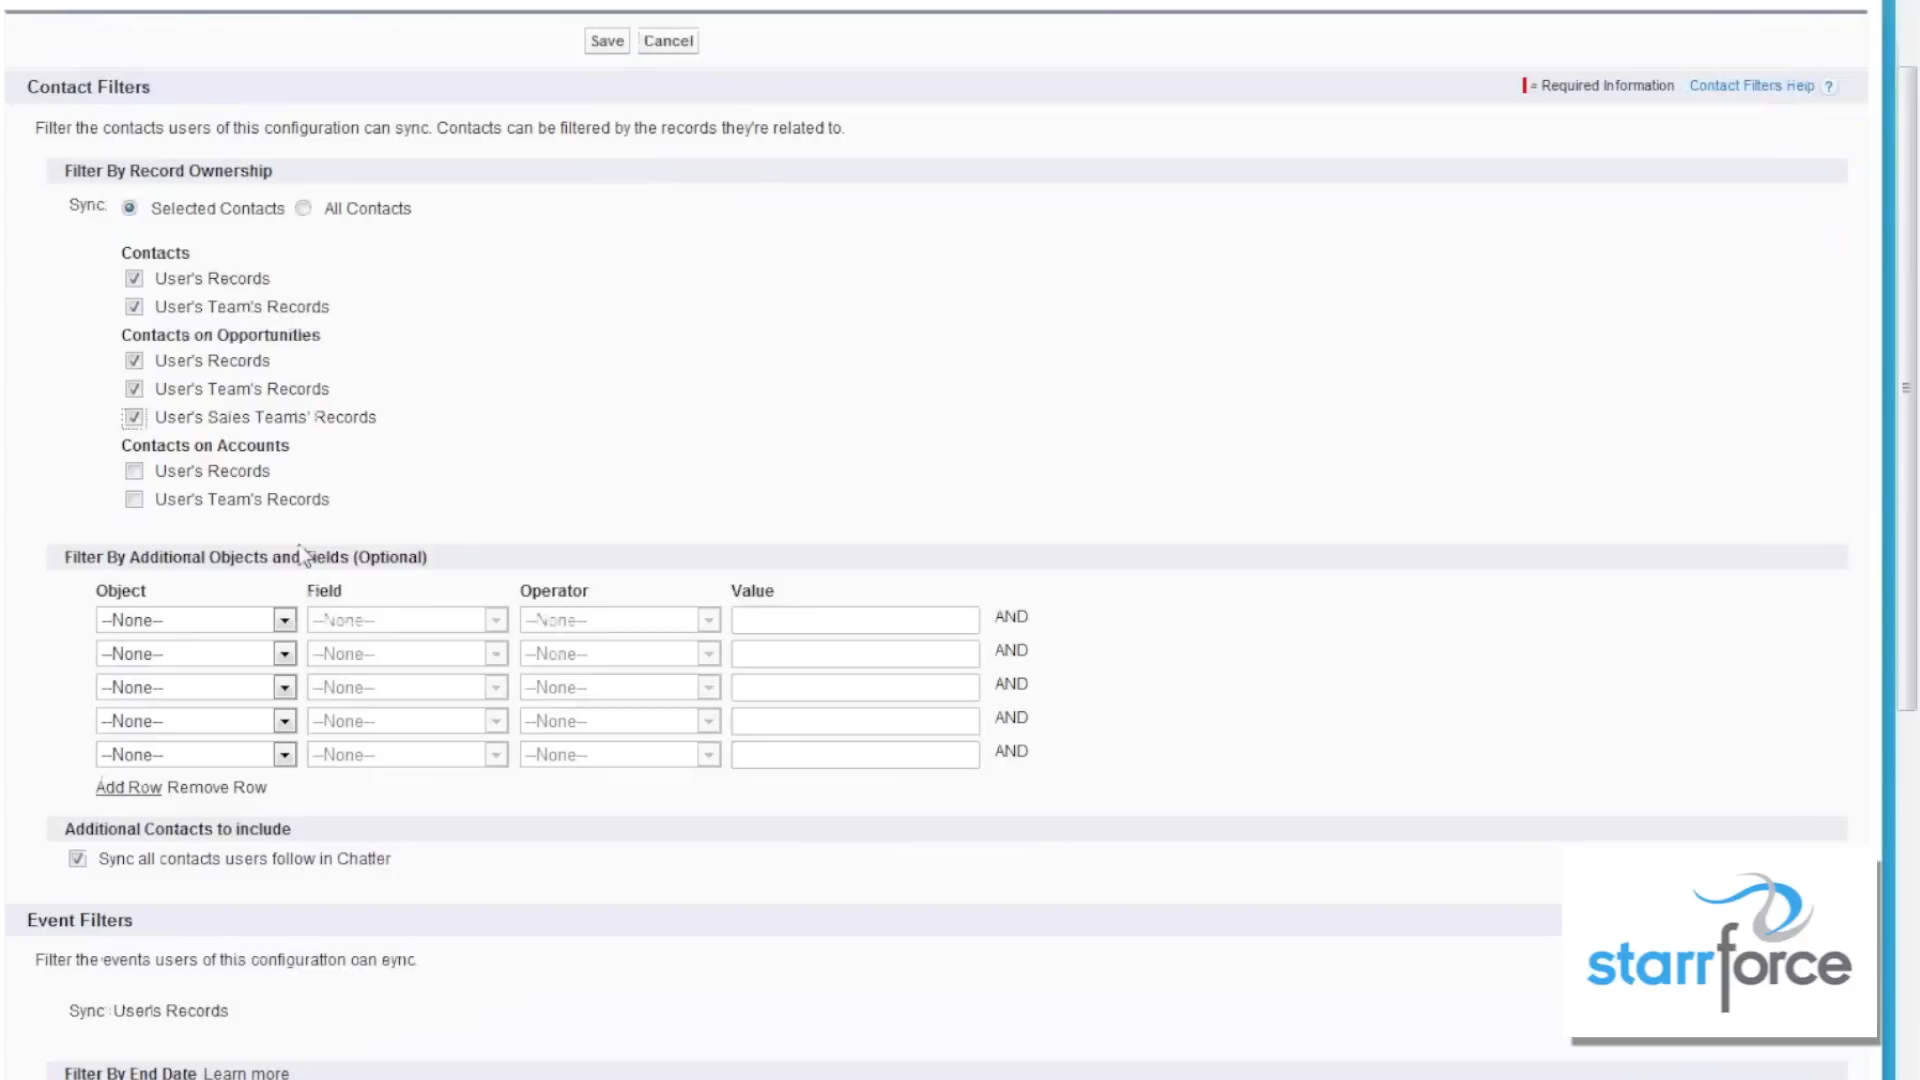 Save Cancel
Contact Filters
= Required Information Contact Filters Help ?
Filter the contacts users of this configuration can sync. Contacts can be filtered by the records they're related to.
Filter By Record Ownership
Sync: Selected Contacts All Contacts
Contacts
User's Records
User's Team's Records
Contacts on Opportunities
User's Records
User's Team's Records
User's Sales Teams' Records
Contacts on Accounts
User's Records
User's Team's Records
Filter By Additional Objects and Fields (Optional)
Object Field Operator Value
--None-- --None-- --None-- AND
--None-- --None-- --None-- AND
--None-- --None-- --None-- AND
--None-- --None-- --None-- AND
--None-- --None-- --None-- AND
Add Row Remove Row
Additional Contacts to include
Sync all contacts users follow in Chatter
Event Filters
Filter the events users of this configuration can sync.
Sync: User's Records
Filter By End Date Learn more
starrforce